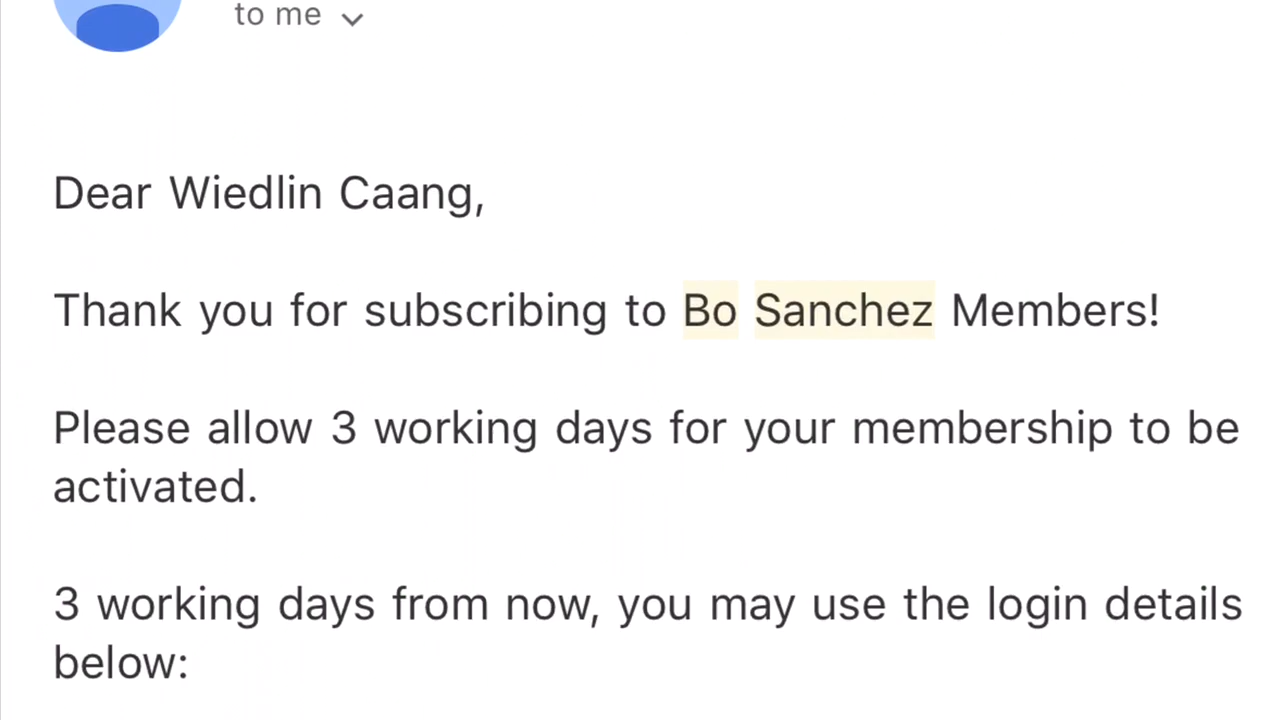 to me
Dear Wiedlin Caang,
Thank you for subscribing to Bo Sanchez Members!
Please allow 3 working days for your membership to be
activated.
3 working days from now, you may use the login details
below: